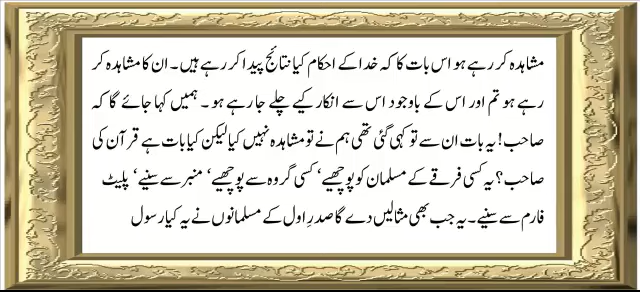 مشاہدہ کر رہے ہو اس بات کا کہ خدا کے احکام کیا نتائج پیدا کر رہے ہیں۔ ان کا مشاہدہ کر
رہے ہو تم اور اس کے باوجود اس سے انکار کیے چلے جا رہے ہو۔ ہمیں کہا جائے گا کہ
صاحب! یہ بات ان سے تو کہی گئی تھی ہم نے تو مشاہدہ نہیں کیا لیکن کیا بات ہے قرآن کی
صاحب؟ یہ کسی فرقے کے مسلمان کو پوچھیے‘ کسی گروہ سے پوچھیے‘ منبر سے سنیے‘ پلیٹ
فارم سے سنیے۔ یہ جب بھی مثالیں دے گا صدرِ اول کے مسلمانوں نے یہ کیا رسول